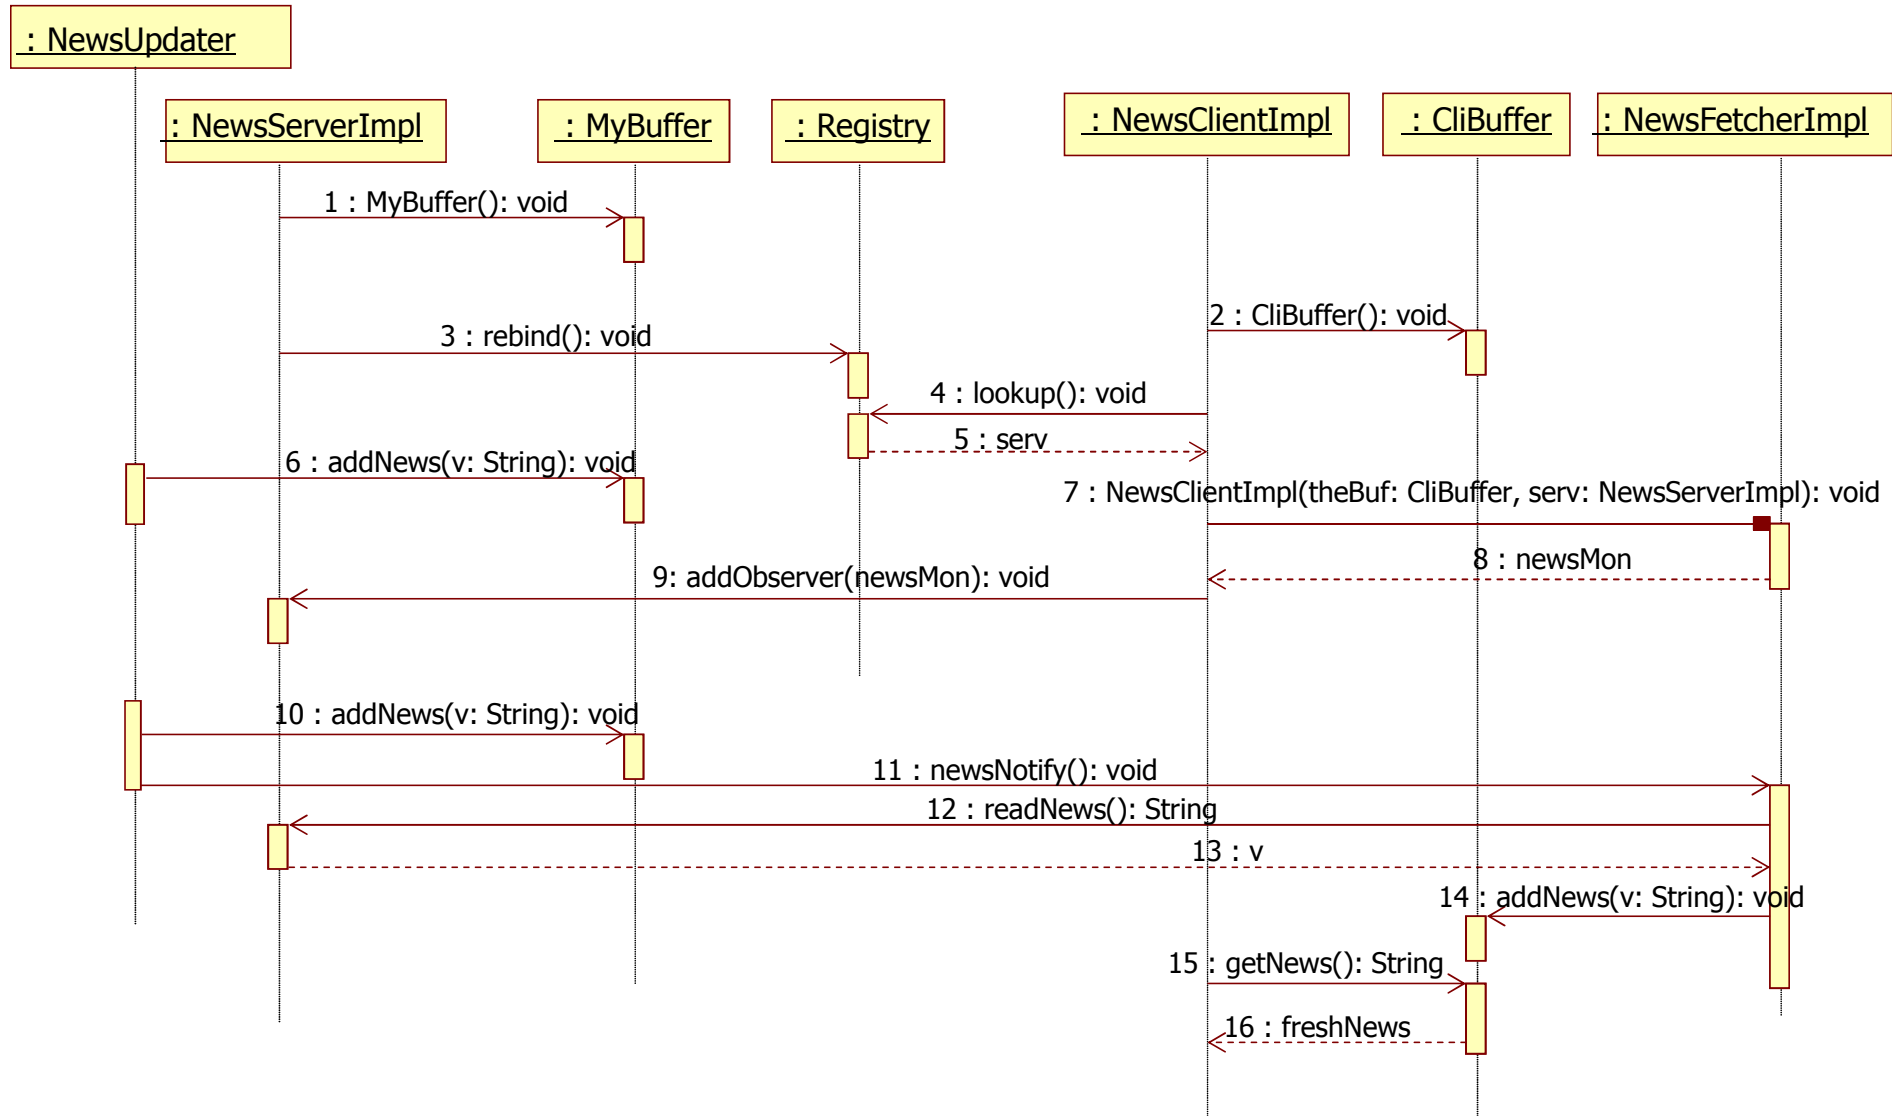 : NewsUpdater
: NewsServerImpl
: MyBuffer
: Registry
: NewsClientImpl
: CliBuffer
: NewsFetcherImpl
1 : MyBuffer(): void
2 : CliBuffer(): void
3 : rebind(): void
4 : lookup(): void
5 : serv
6 : addNews(v: String): void
7 : NewsClientImpl(theBuf: CliBuffer, serv: NewsServerImpl): void
8 : newsMon
9: addObserver(newsMon): void
10 : addNews(v: String): void
11 : newsNotify(): void
12 : readNews(): String
13 : v
14 : addNews(v: String): void
15 : getNews(): String
16 : freshNews